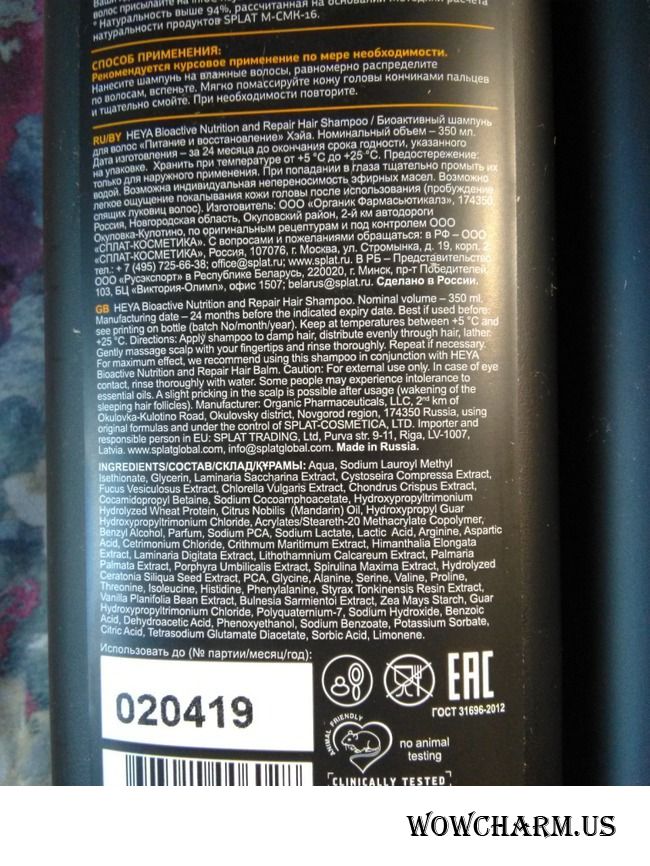 волос присылайте на
* Натуральность выше 94%, рассчитанная на основании методики расчета
натуральности продуктов SPLAT М-СМК-16.
СПОСОБ ПРИМЕНЕНИЯ:
Рекомендуется курсовое применение по мере необходимости.
Нанесите шампунь на влажные волосы, равномерно распределите
по волосам, вспеньте. Мягко помассируйте кожу головы кончиками пальцев
и тщательно смойте. При необходимости повторите.
RU/BY HEYA Bioactive Nutrition and Repair Hair Shampoo / Биоактивный шампунь
для волос «Питание и восстановление» Хэйа. Номинальный объем – 350 мл.
Дата изготовления – за 24 месяца до окончания срока годности, указанного
на упаковке. Хранить при температуре от +5 °С до +25 °С. Предостережение:
только для наружного применения. При попадании в глаза тщательно промыть их
водой. Возможна индивидуальная непереносимость эфирных масел. Возможно
легкое ощущение покалывания кожи головы после использования (пробуждение
спящих луковиц волос). Изготовитель: ООО «Органик Фармасьютикалз», 174350,
Россия, Новгородская область, Окуловский район, 2-й км автодороги
Окуловка-Кулотино, по оригинальным рецептурам и под контролем ООО
«СПЛАТ-КОСМЕТИКА». С вопросами и пожеланиями обращаться: в РФ – ООО
«СПЛАТ-КОСМЕТИКА», Россия, 107076, г. Москва, ул. Стромынка, д. 19, корп. 2,
тел.: + 7 (495) 725-66-38; office@splat.ru; www.splat.ru. В РБ – Представительство
ООО «Русэкспорт» в Республике Беларусь, 220020, г. Минск, пр-т Победителей,
103, БЦ «Виктория-Олимп», офис 1507; belarus@splat.ru. Сделано в России.
GB HEYA Bioactive Nutrition and Repair Hair Shampoo. Nominal volume – 350 ml.
Manufacturing date – 24 months before the indicated expiry date. Best if used before:
see printing on bottle (batch No/month/year). Keep at temperatures between +5 °C and
+25 °C. Directions: Apply shampoo to damp hair, distribute evenly through hair, lather.
Gently massage scalp with your fingertips and rinse thoroughly. Repeat if necessary.
For maximum effect, we recommend using this shampoo in conjunction with HEYA
Bioactive Nutrition and Repair Hair Balm. Caution: For external use only. In case of eye
contact, rinse thoroughly with water. Some people may experience intolerance to
essential oils. A slight pricking in the scalp is possible after usage (wakening of the
sleeping hair follicles). Manufacturer: Organic Pharmaceuticals, LLC, 2nd km of
Okulovka-Kulotino Road, Okulovsky district, Novgorod region, 174350 Russia, using
original formulas and under the control of SPLAT-COSMETICA, LTD. Importer and
responsible person in EU: SPLAT TRADING, Ltd, Purva str. 9-11, Riga, LV-1007,
Latvia. www.splatglobal.com, info@splatglobal.com. Made in Russia.
INGREDIENTS/СОСТАВ/СКЛАД/ҚҰРАМЫ: Aqua, Sodium Lauroyl Methyl
Isethionate, Glycerin, Laminaria Saccharina Extract, Cystoseira Compressa Extract,
Fucus Vesiculosus Extract, Chlorella Vulgaris Extract, Chondrus Crispus Extract,
Cocamidopropyl Betaine, Sodium Cocoamphoacetate, Hydroxypropyltrimonium
Hydrolyzed Wheat Protein, Citrus Nobilis (Mandarin) Oil, Hydroxypropyl Guar
Hydroxypropyltrimonium Chloride, Acrylates/Steareth-20 Methacrylate Copolymer,
Benzyl Alcohol, Parfum, Sodium PCA, Sodium Lactate, Lactic Acid, Arginine, Aspartic
Acid, Cetrimonium Chloride, Crithmum Maritimum Extract, Himanthalia Elongata
Extract, Laminaria Digitata Extract, Lithothamnium Calcareum Extract, Palmaria
Palmata Extract, Porphyra Umbilicalis Extract, Spirulina Maxima Extract, Hydrolyzed
Ceratonia Siliqua Seed Extract, PCA, Glycine, Alanine, Serine, Valine, Proline,
Threonine, Isoleucine, Histidine, Phenylalanine, Styrax Tonkinensis Resin Extract,
Vanilla Planifolia Bean Extract, Bulnesia Sarmientoi Extract, Zea Mays Starch, Guar
Hydroxypropyltrimonium Chloride, Polyquaternium-7, Sodium Hydroxide, Benzoic
Acid, Dehydroacetic Acid, Phenoxyethanol, Sodium Benzoate, Potassium Sorbate,
Citric Acid, Tetrasodium Glutamate Diacetate, Sorbic Acid, Limonene.
Использовать до (№ партии/месяц/год):
020419
EAC
ГОСТ 31696-2012
ANIMAL FRIENDLY
no animal
testing
CLINICALLY TESTED
WOWCHARM.US